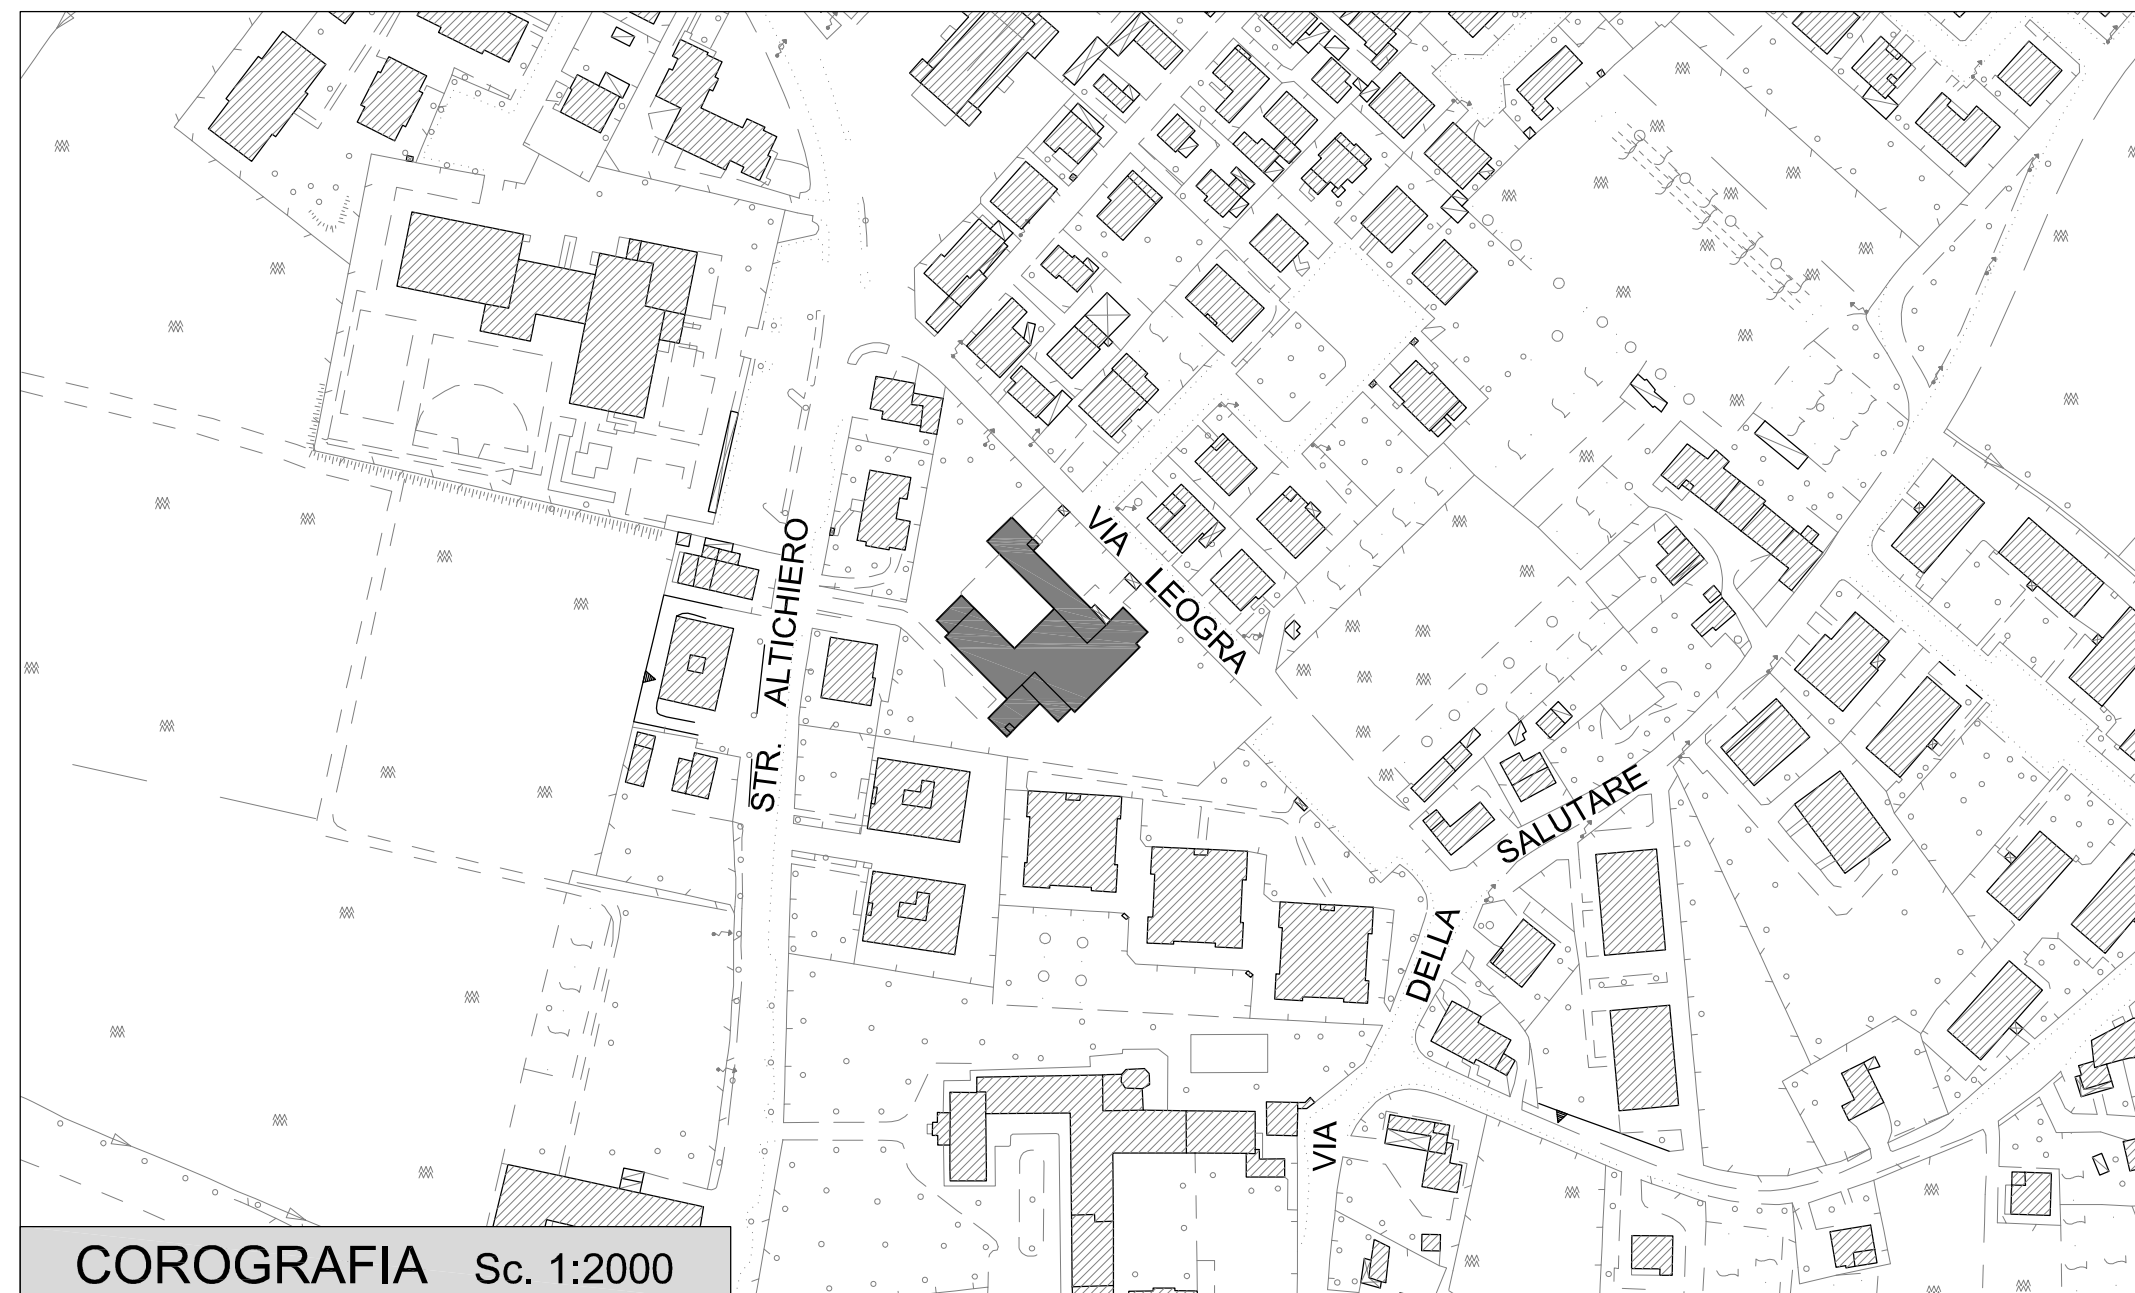 VIA LEOGRA
STR. ALTICHIERO
VIA DELLA SALUTARE
COROGRAFIA Sc. 1:2000